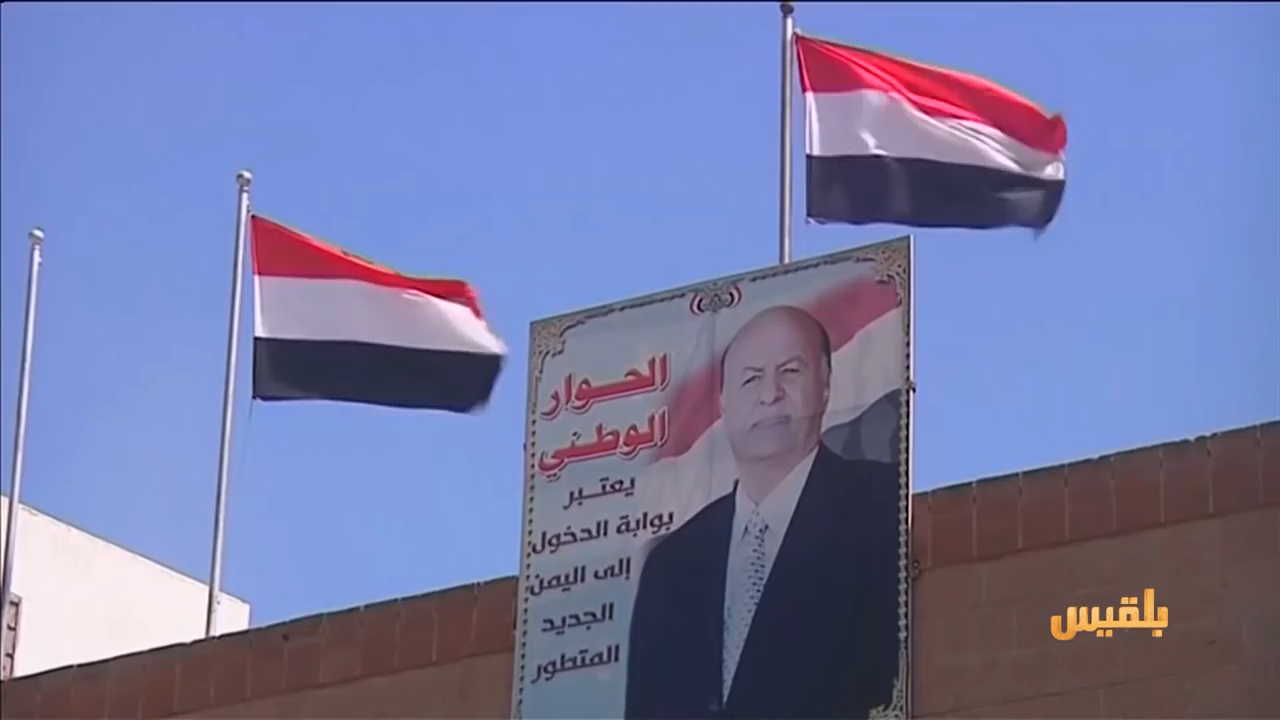 الحوار
الوطني
يعتبر
بوابة الدخول
إلى اليمن
الجديد
المتطور
بلقيس